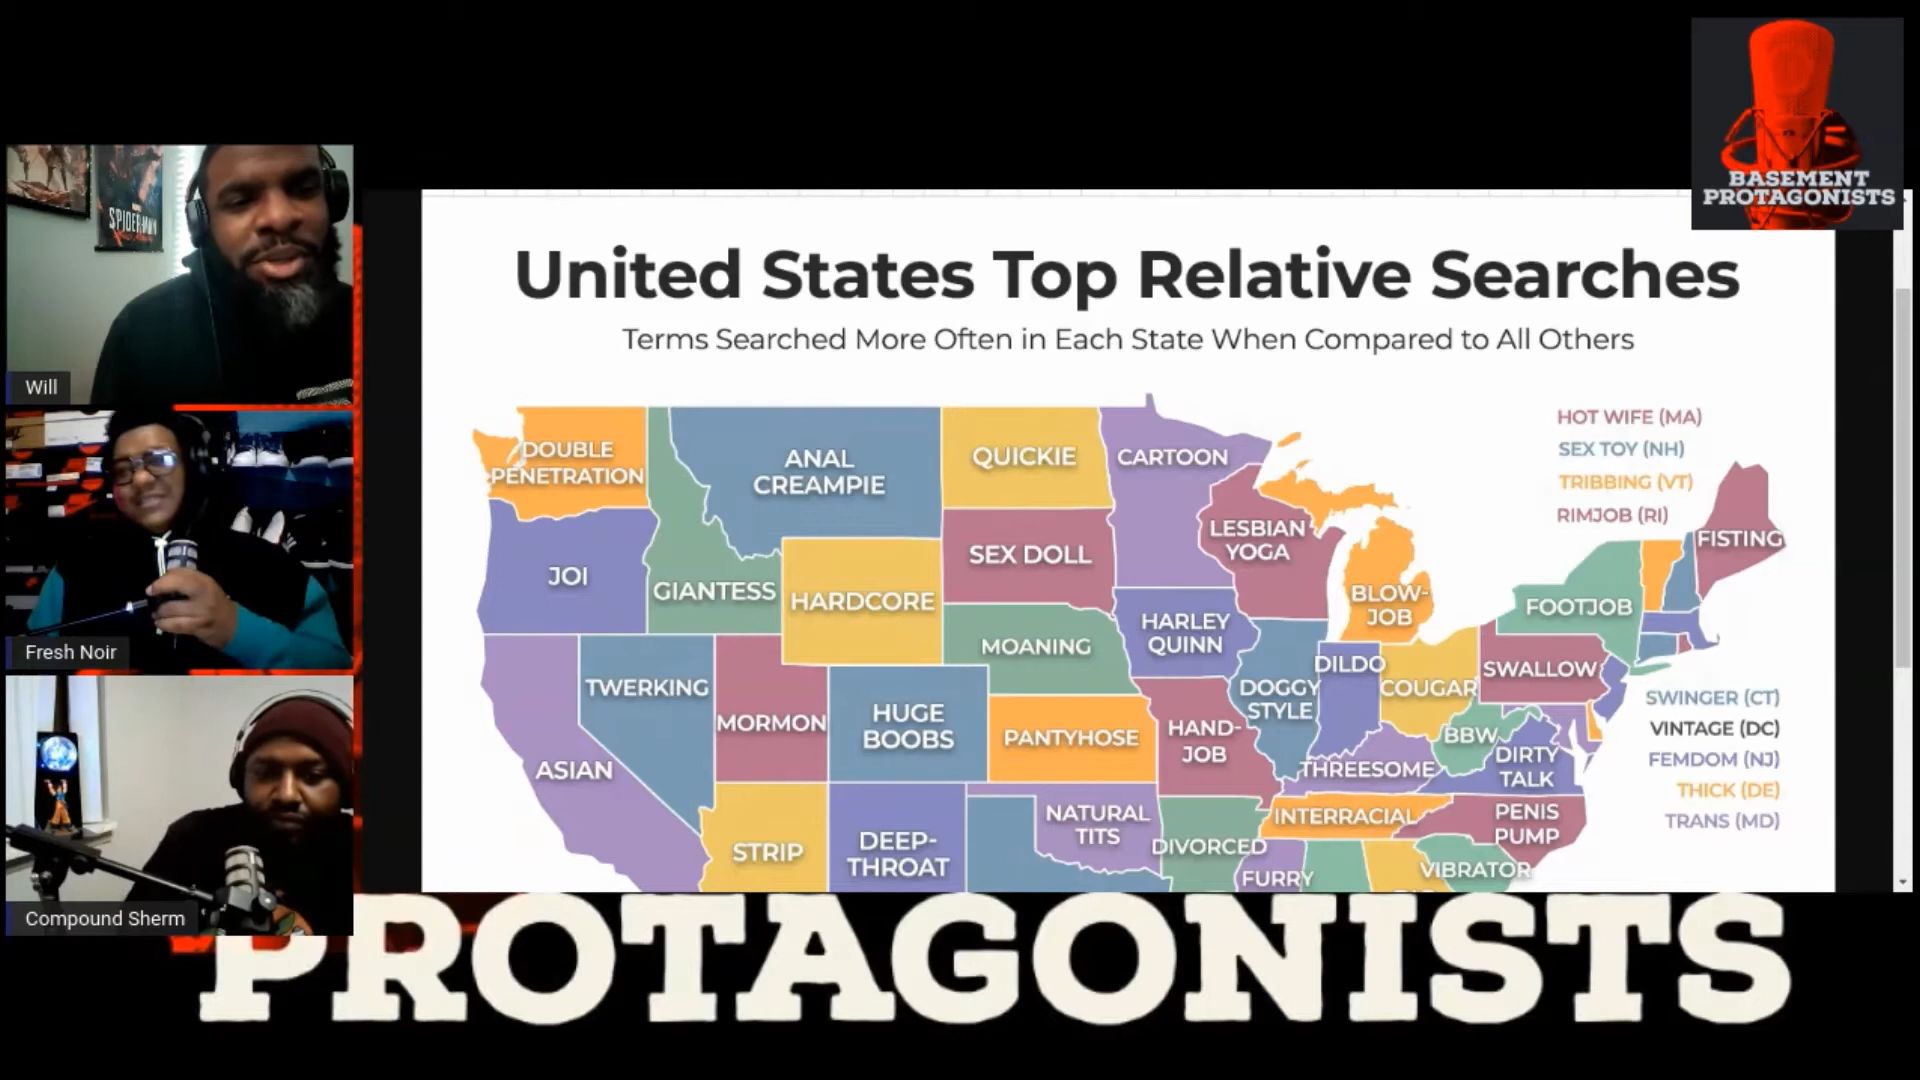 BASEMENT
PROTAGONISTS
SPIDER-MAN
Will
Fresh Noir
Compound Sherm
United States Top Relative Searches
Terms Searched More Often in Each State When Compared to All Others
HOT WIFE (MA)
SEX TOY (NH)
TRIBBING (VT)
RIMJOB (RI)
DOUBLE
PENETRATION
ANAL
CREAMPIE
QUICKIE
CARTOON
LESBIAN
YOGA
FISTING
JOI
GIANTESS
HARDCORE
SEX DOLL
BLOW-
JOB
FOOTJOB
MOANING
HARLEY
QUINN
TWERKING
MORMON
HUGE
BOOBS
PANTYHOSE
HAND-
JOB
DOGGY
STYLE
DILDO
COUGAR
SWALLOW
BBW
DIRTY
TALK
THREESOME
SWINGER (CT)
VINTAGE (DC)
FEMDOM (NJ)
THICK (DE)
TRANS (MD)
ASIAN
STRIP
DEEP-
THROAT
NATURAL
TITS
DIVORCED
INTERRACIAL
PENIS
PUMP
FURRY
VIBRATOR
PROTAGONISTS